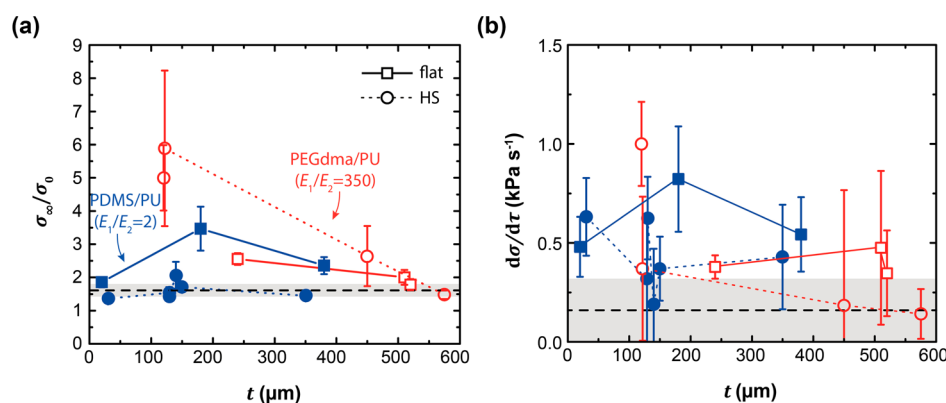 (a)
σ∞/σ0
9
8
7
6
5
4
3
2
1
0
0 100 200 300 400 500 600
t (µm)
flat
HS
PEGdma/PU
(E1/E2=350)
PDMS/PU
(E1/E2=2)
(b)
dσ/dτ (kPa s⁻¹)
1.5
1.0
0.5
0.0
0 100 200 300 400 500 600
t (µm)